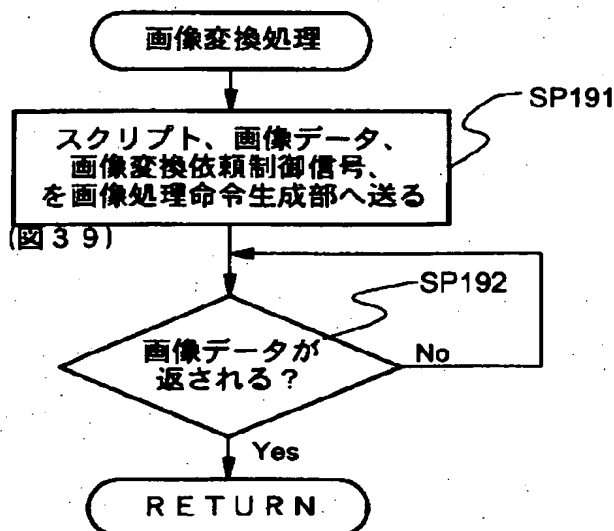 画像変換処理
SP191
スクリプト、画像データ、
画像変換依頼制御信号、
を画像処理命令生成部へ送る
(図39)
SP192
画像データが
返される?
No
Yes
RETURN